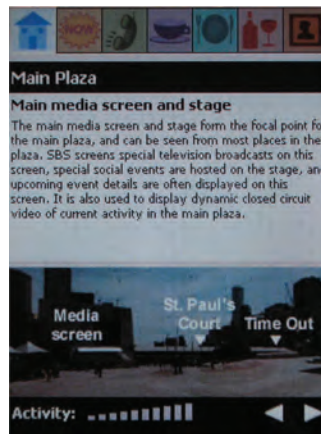 NOW
Main Plaza
Main media screen and stage
The main media screen and stage form the focal point fo
the main plaza, and can be seen from most places in the
plaza. SBS screens special television broadcasts on this
screen, special social events are hosted on the stage, an
upcoming event details are often displayed on this
screen. It is also used to display dynamic closed circuit
video of current activity in the main plaza.
Media
screen
St. Paul's
Court
Time Out
Activity: